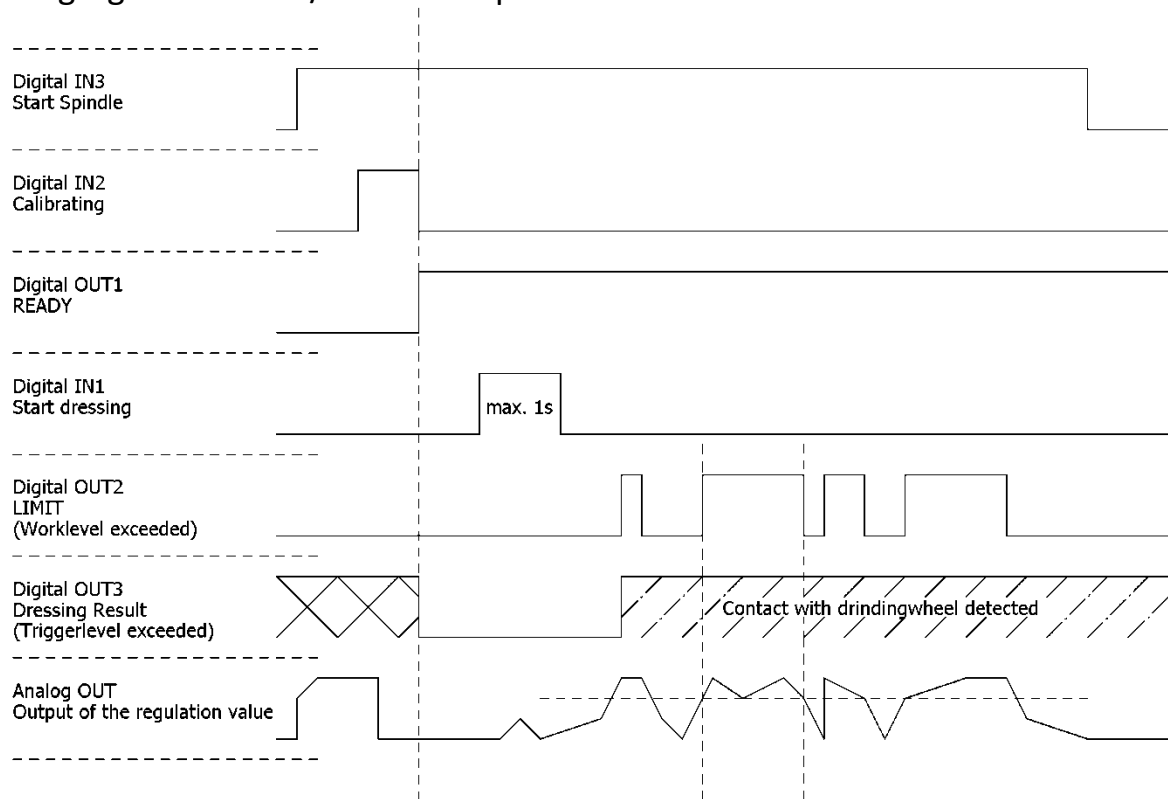 Digital IN3
Start Spindle
Digital IN2
Calibrating
Digital OUT1
READY
Digital IN1
Start dressing
max. 1s
Digital OUT2
LIMIT
(Worklevel exceeded)
Digital OUT3
Dressing Result
(Triggerlevel exceeded)
Contact with drindingwheel detected
Analog OUT
Output of the regulation value